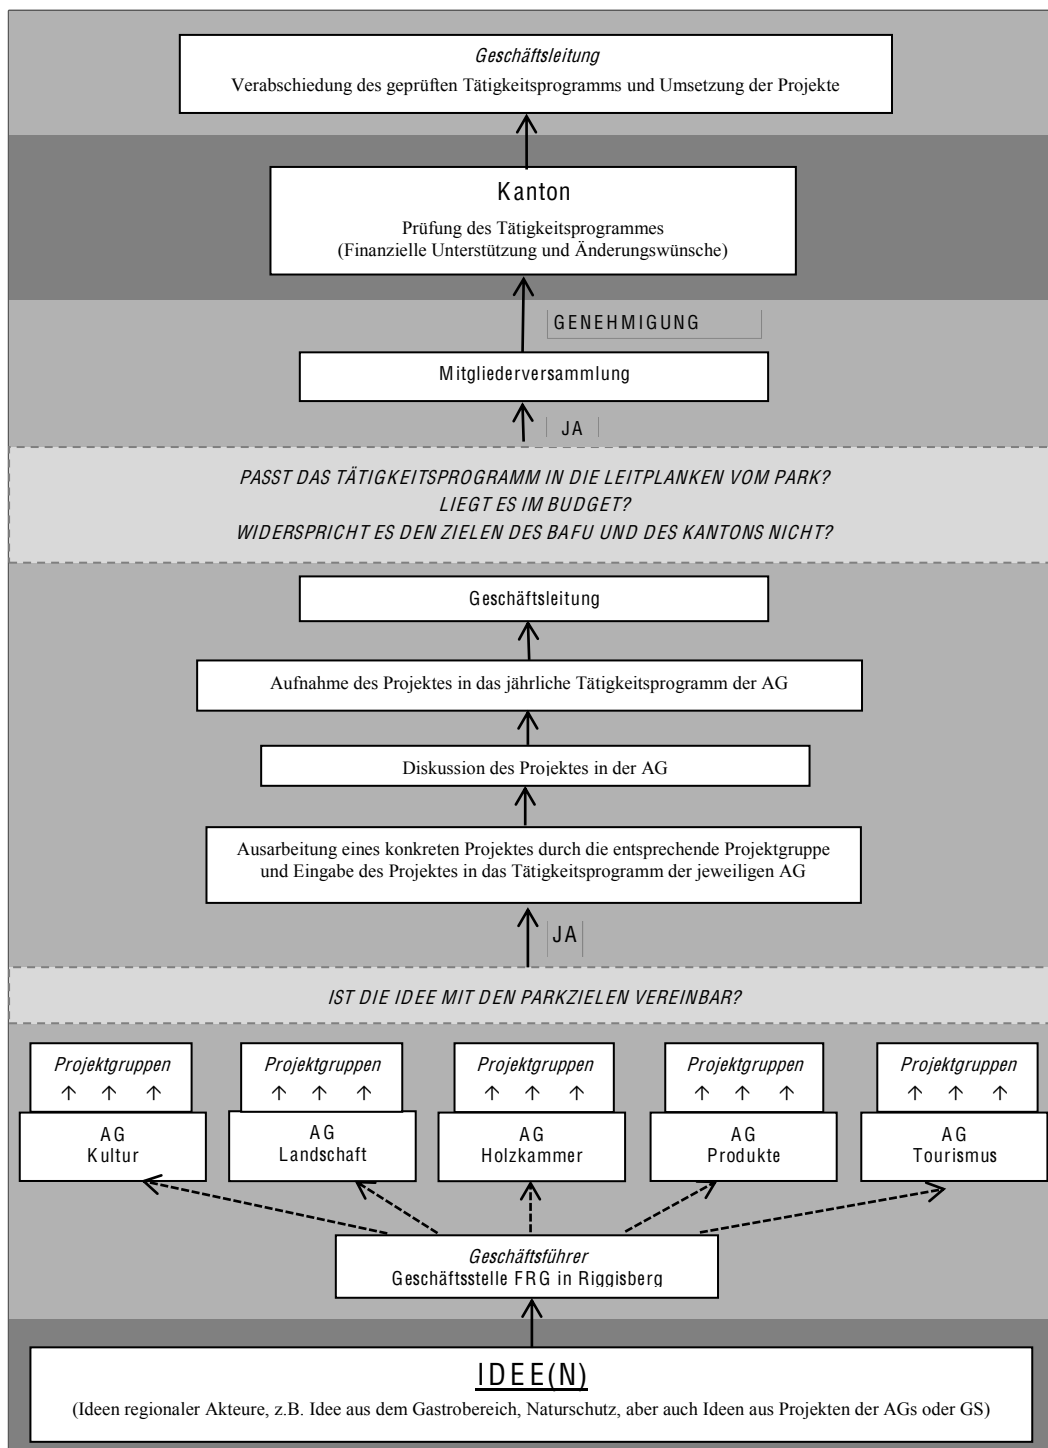 Geschäftsleitung
Verabschiedung des geprüften Tätigkeitsprogramms und Umsetzung der Projekte
Kanton
Prüfung des Tätigkeitsprogrammes
(Finanzielle Unterstützung und Änderungswünsche)
GENEHMIGUNG
Mitgliederversammlung
JA
PASST DAS TÄTIGKEITSPROGRAMM IN DIE LEITPLANKEN VOM PARK?
LIEGT ES IM BUDGET?
WIDERSPRICHT ES DEN ZIELEN DES BAFU UND DES KANTONS NICHT?
Geschäftsleitung
Aufnahme des Projektes in das jährliche Tätigkeitsprogramm der AG
Diskussion des Projektes in der AG
Ausarbeitung eines konkreten Projektes durch die entsprechende Projektgruppe
und Eingabe des Projektes in das Tätigkeitsprogramm der jeweiligen AG
JA
IST DIE IDEE MIT DEN PARKZIELEN VEREINBAR?
Projektgruppen
AG
Kultur
Projektgruppen
AG
Landschaft
Projektgruppen
AG
Holzkammer
Projektgruppen
AG
Produkte
Projektgruppen
AG
Tourismus
Geschäftsführer
Geschäftsstelle FRG in Riggisberg
IDEE(N)
(Ideen regionaler Akteure, z.B. Idee aus dem Gastrobereich, Naturschutz, aber auch Ideen aus Projekten der AGs oder GS)